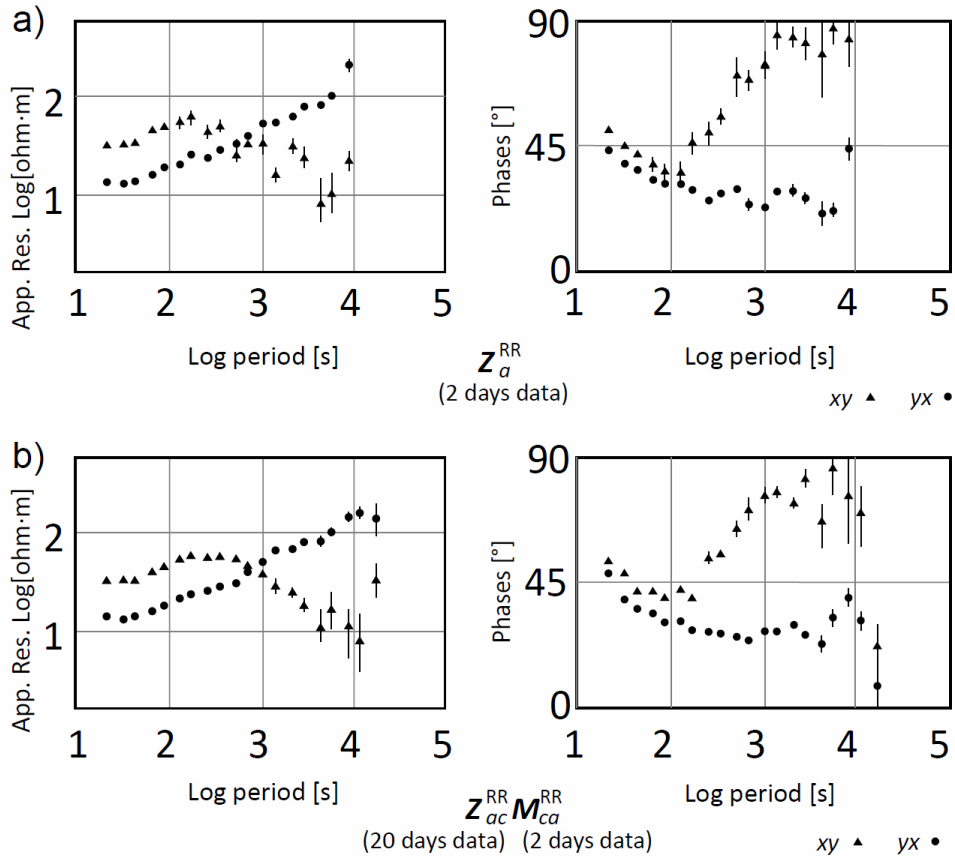 a)
App. Res. Log[ohm·m]
2
1
1 2 3 4 5
Log period [s]
Phases [°]
90
45
0
1 2 3 4 5
Log period [s]
Z_a^RR
(2 days data)
xy ▲ yx ●
b)
App. Res. Log[ohm·m]
2
1
1 2 3 4 5
Log period [s]
Phases [°]
90
45
0
1 2 3 4 5
Log period [s]
Z_ac^RR M_ca^RR
(20 days data) (2 days data)
xy ▲ yx ●